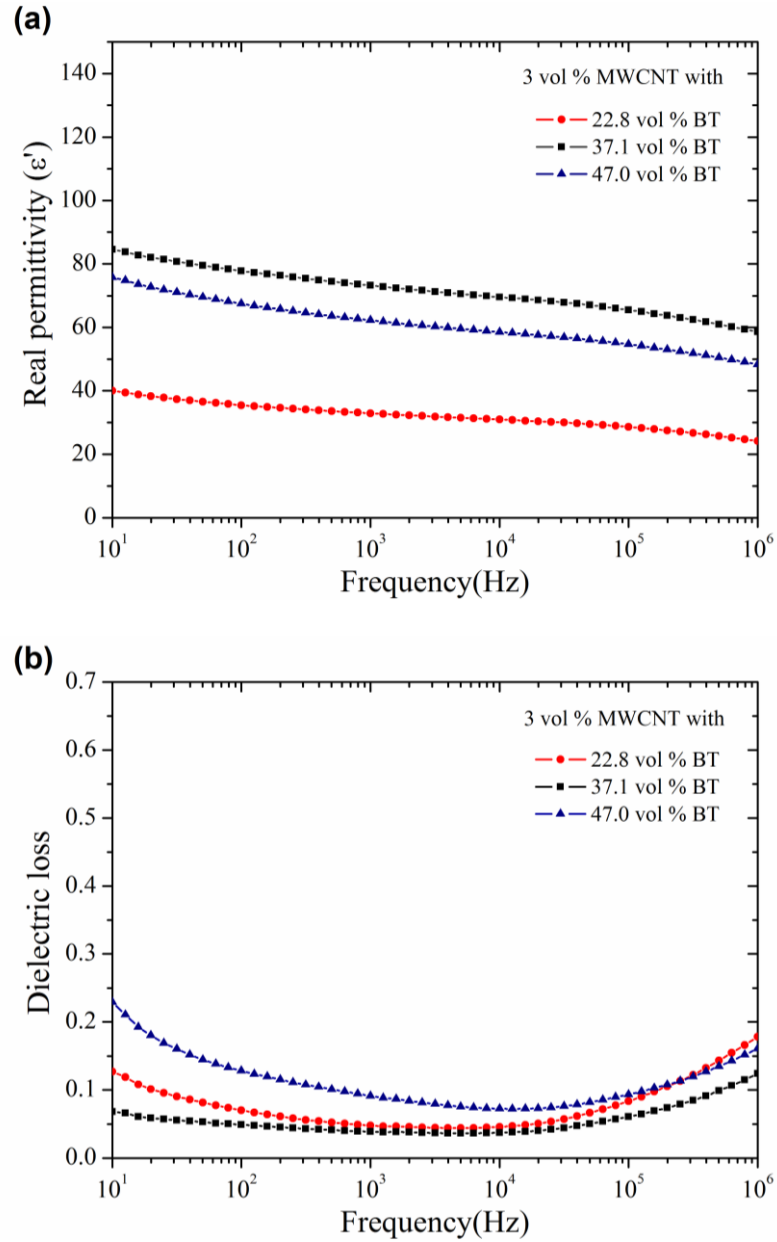 (a)
3 vol % MWCNT with
22.8 vol % BT
37.1 vol % BT
47.0 vol % BT
Real permittivity (ε')
140
120
100
80
60
40
20
0
10¹ 10² 10³ 10⁴ 10⁵ 10⁶
Frequency(Hz)
(b)
3 vol % MWCNT with
22.8 vol % BT
37.1 vol % BT
47.0 vol % BT
Dielectric loss
0.7
0.6
0.5
0.4
0.3
0.2
0.1
0.0
10¹ 10² 10³ 10⁴ 10⁵ 10⁶
Frequency(Hz)